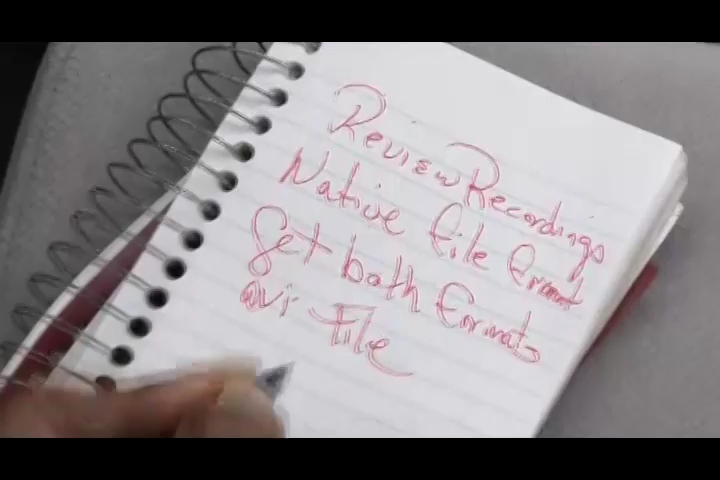 Review Recordings
Native file format
Get both formats
avi File